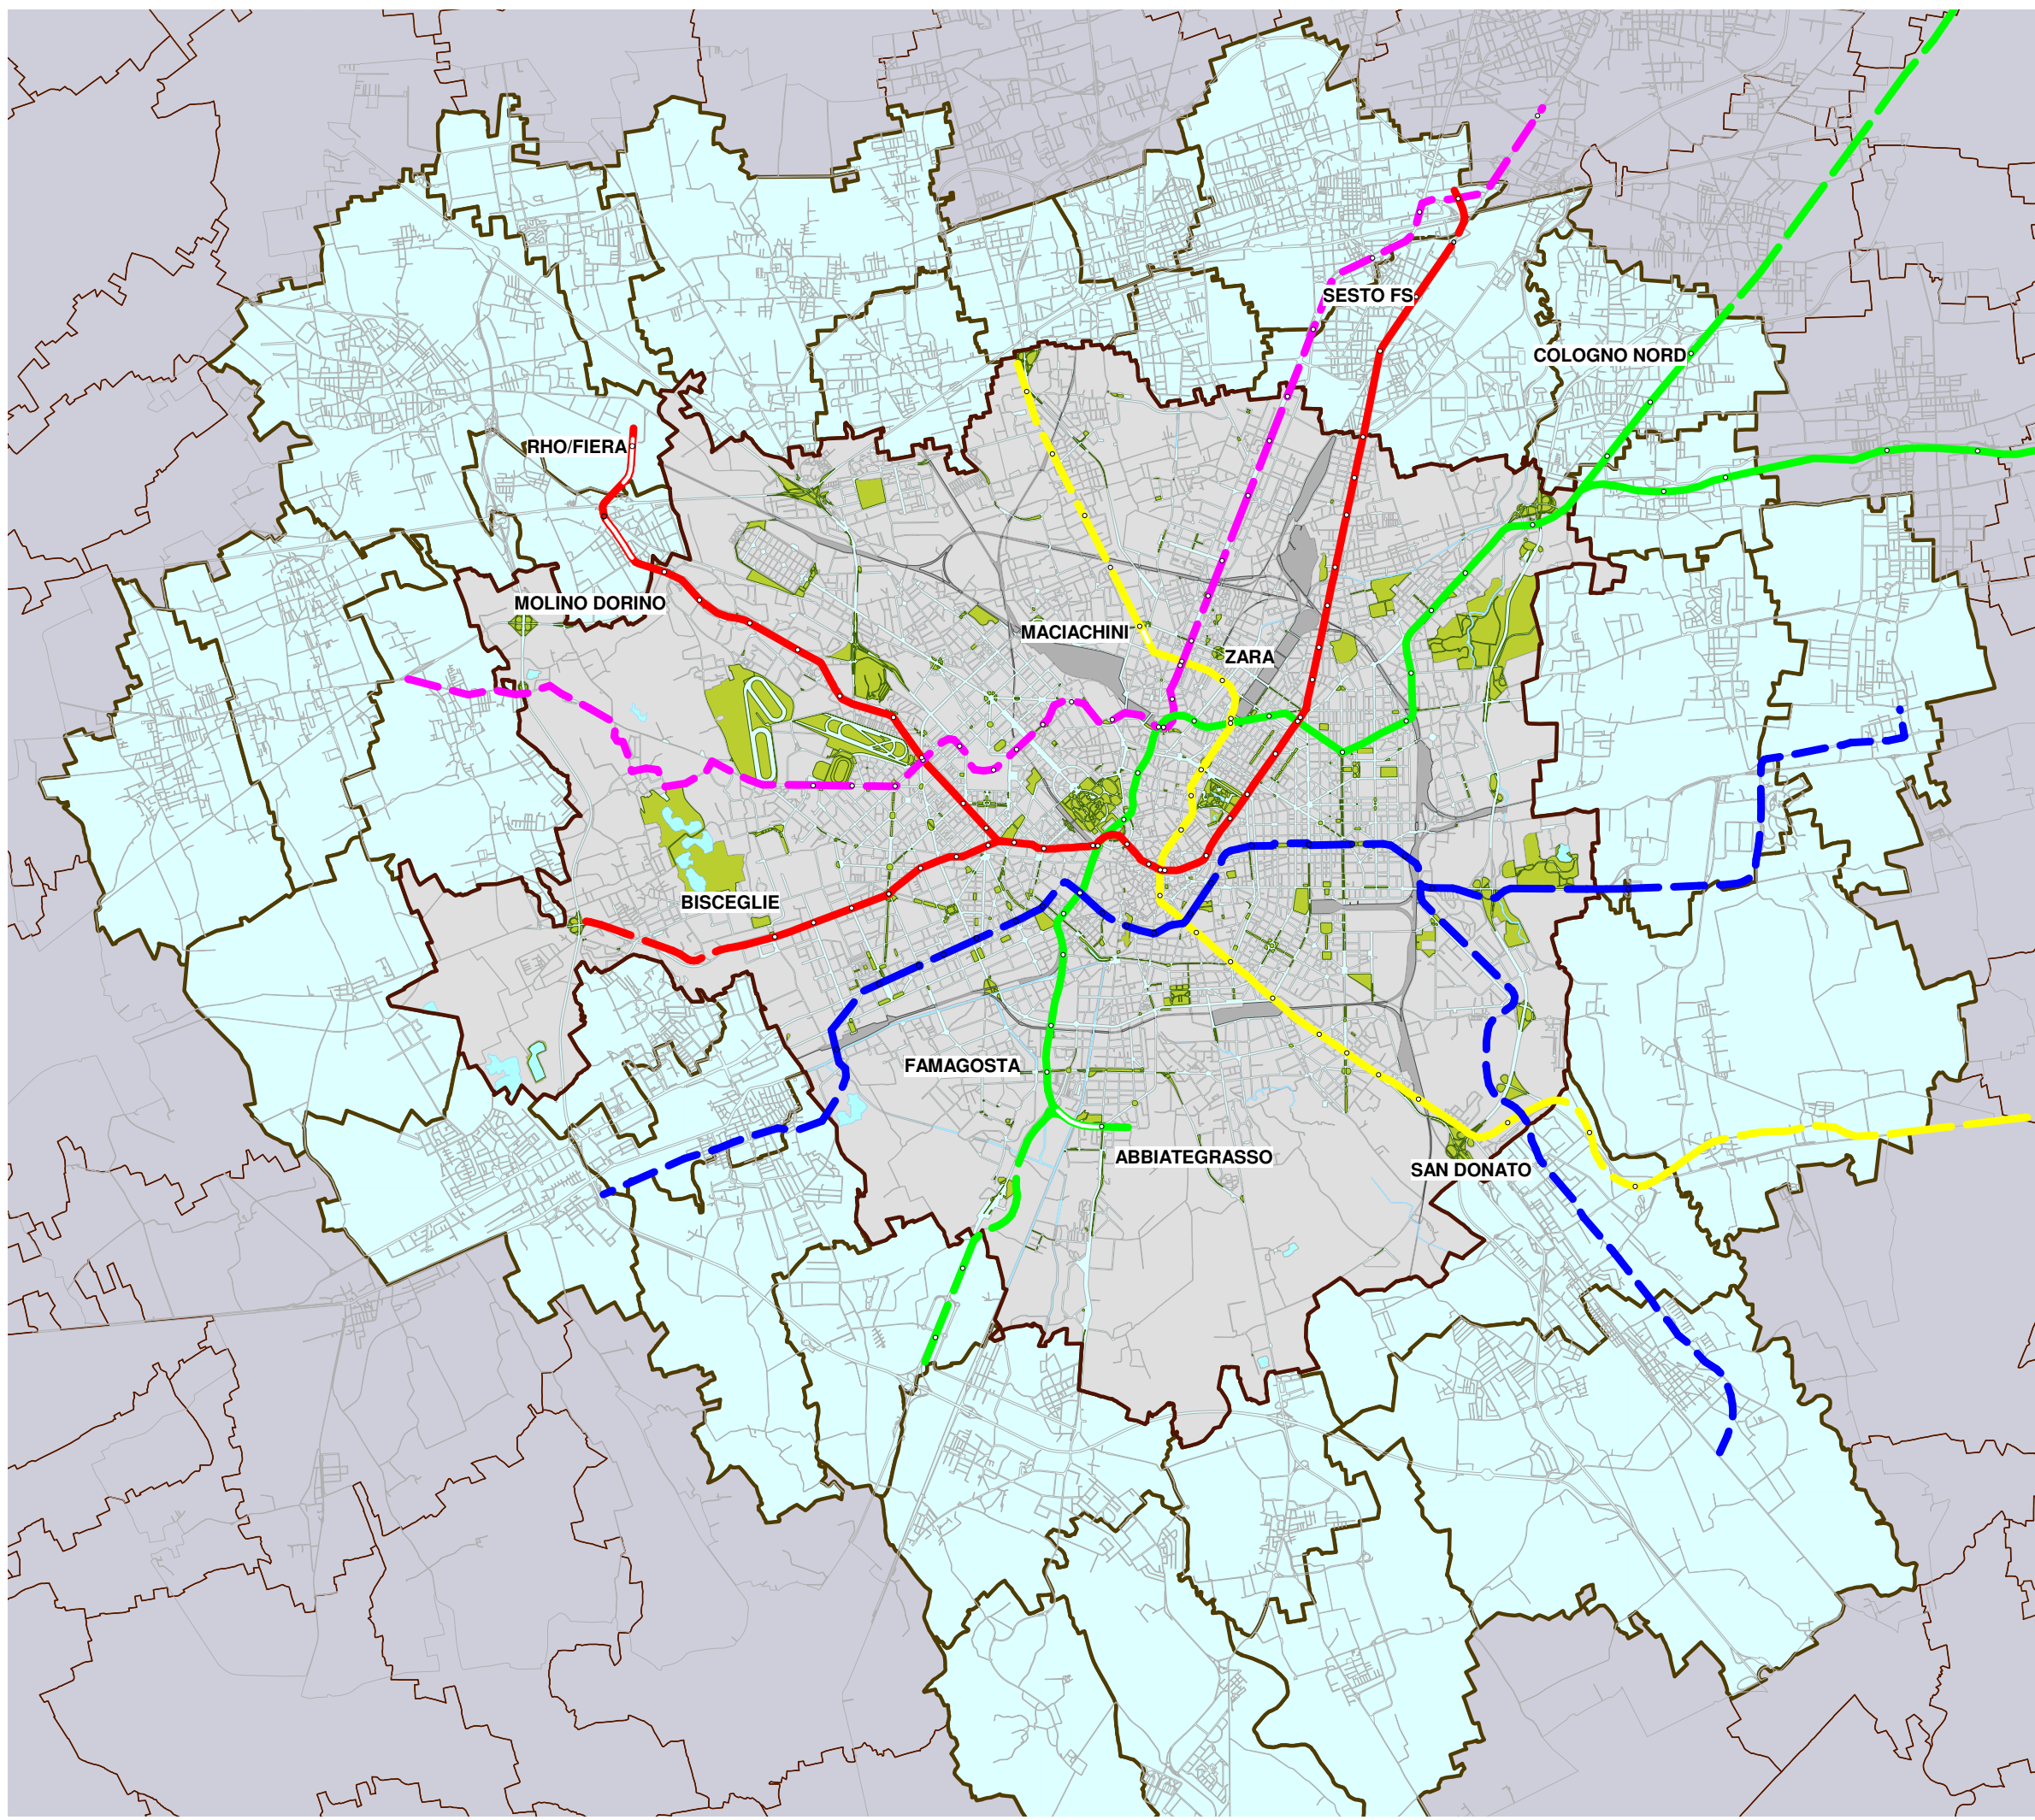 SESTO FS
COLOGNO NORD
RHO/FIERA
MOLINO DORINO
MACIACHINI
ZARA
BISCEGLIE
FAMAGOSTA
ABBIATEGRASSO
SAN DONATO